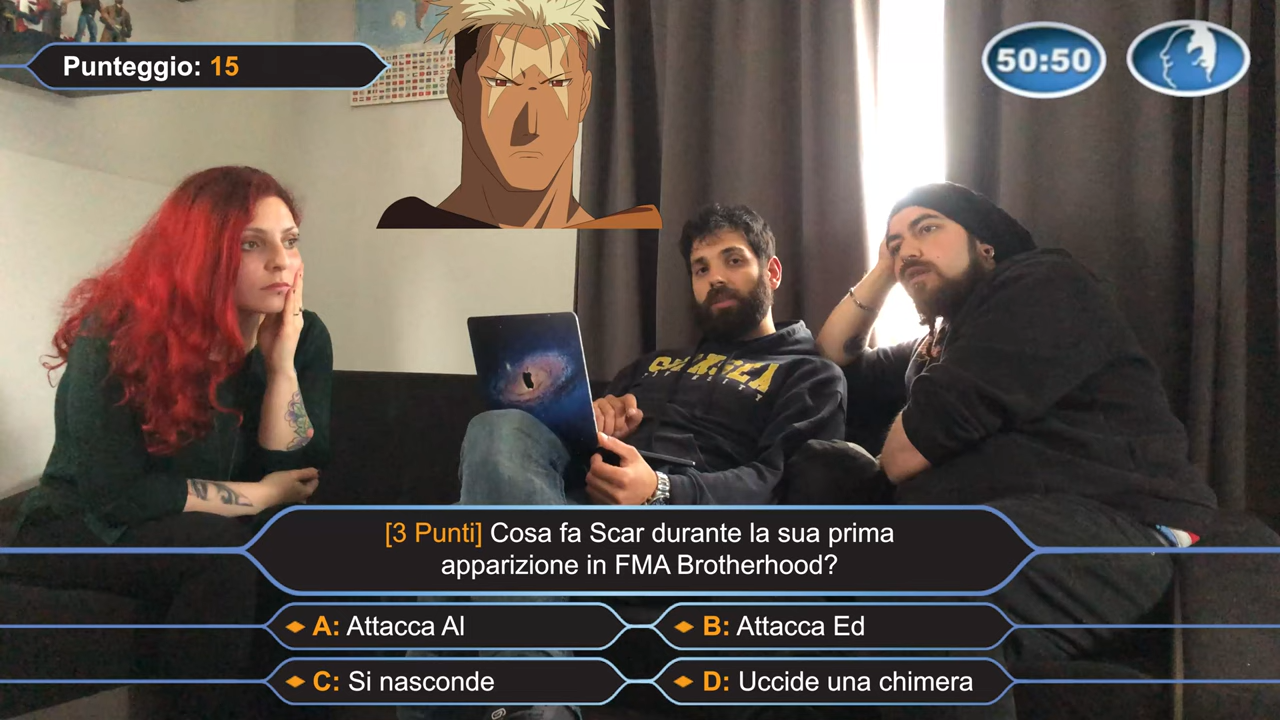 Punteggio: 15
50:50
[3 Punti] Cosa fa Scar durante la sua prima
apparizione in FMA Brotherhood?
A: Attacca Al
B: Attacca Ed
C: Si nasconde
D: Uccide una chimera